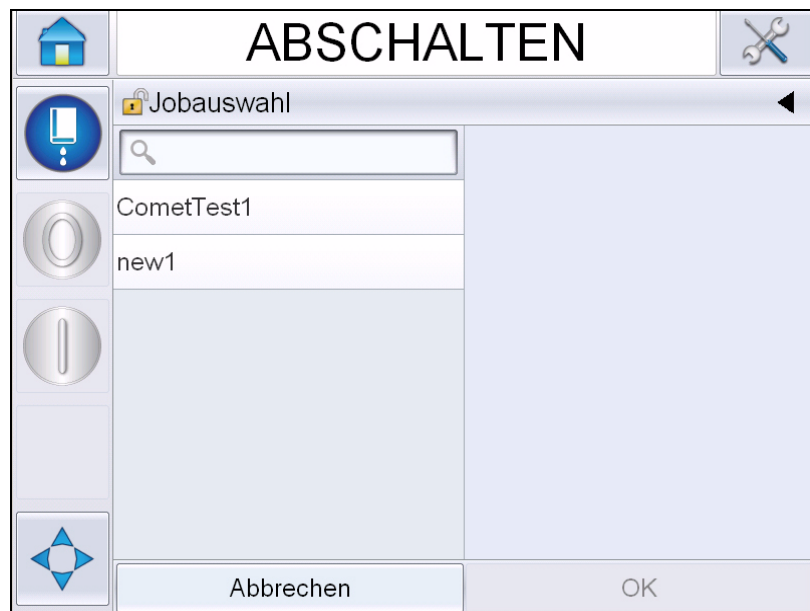 ABSCHALTEN
Jobauswahl
CometTest1
new1
Abbrechen
OK